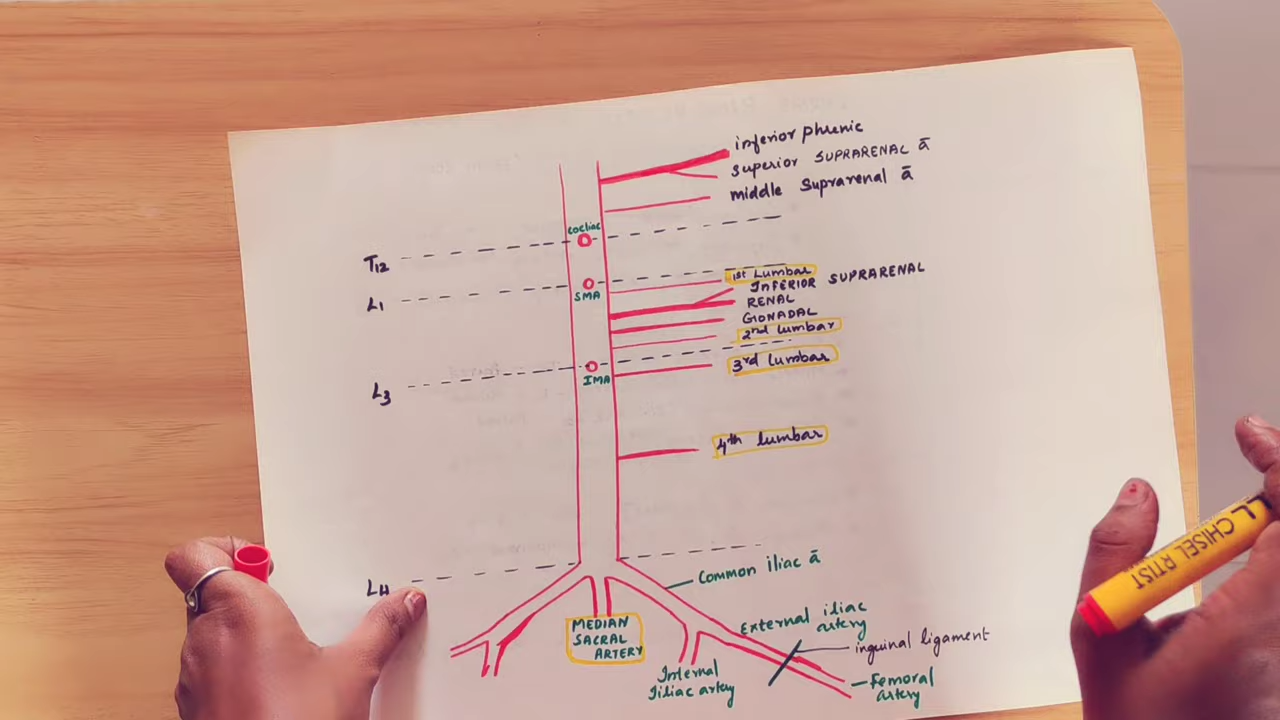 inferior phrenic
superior SUPRARENAL ā
middle Suprarenal ā
coeliac
T12
1st Lumbar
INFERIOR SUPRARENAL
L1
SMA
RENAL
GONADAL
2nd lumbar
3rd lumbar
L3
IMA
4th lumbar
L4
Common iliac ā
MEDIAN
SACRAL
ARTERY
External iliac
artery
inguinal ligament
Internal
Iliac artery
Femoral
artery
CHISEL